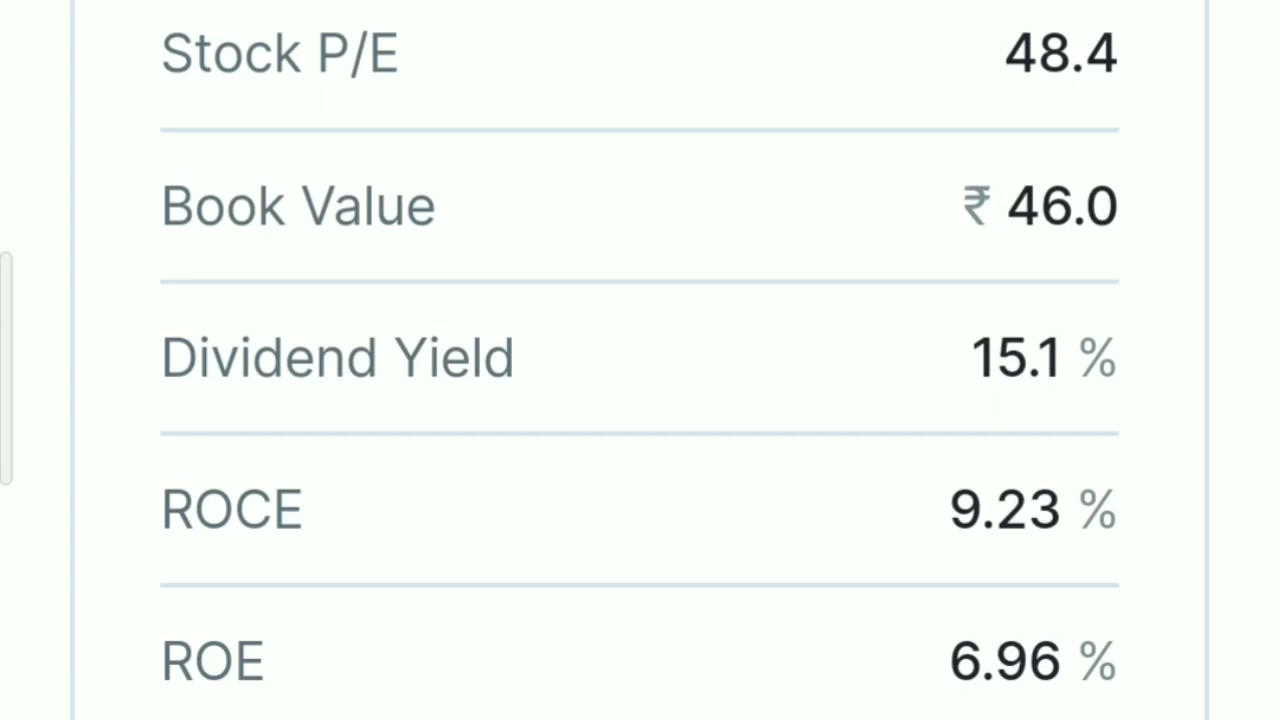 Stock P/E 48.4
Book Value ₹ 46.0
Dividend Yield 15.1 %
ROCE 9.23 %
ROE 6.96 %